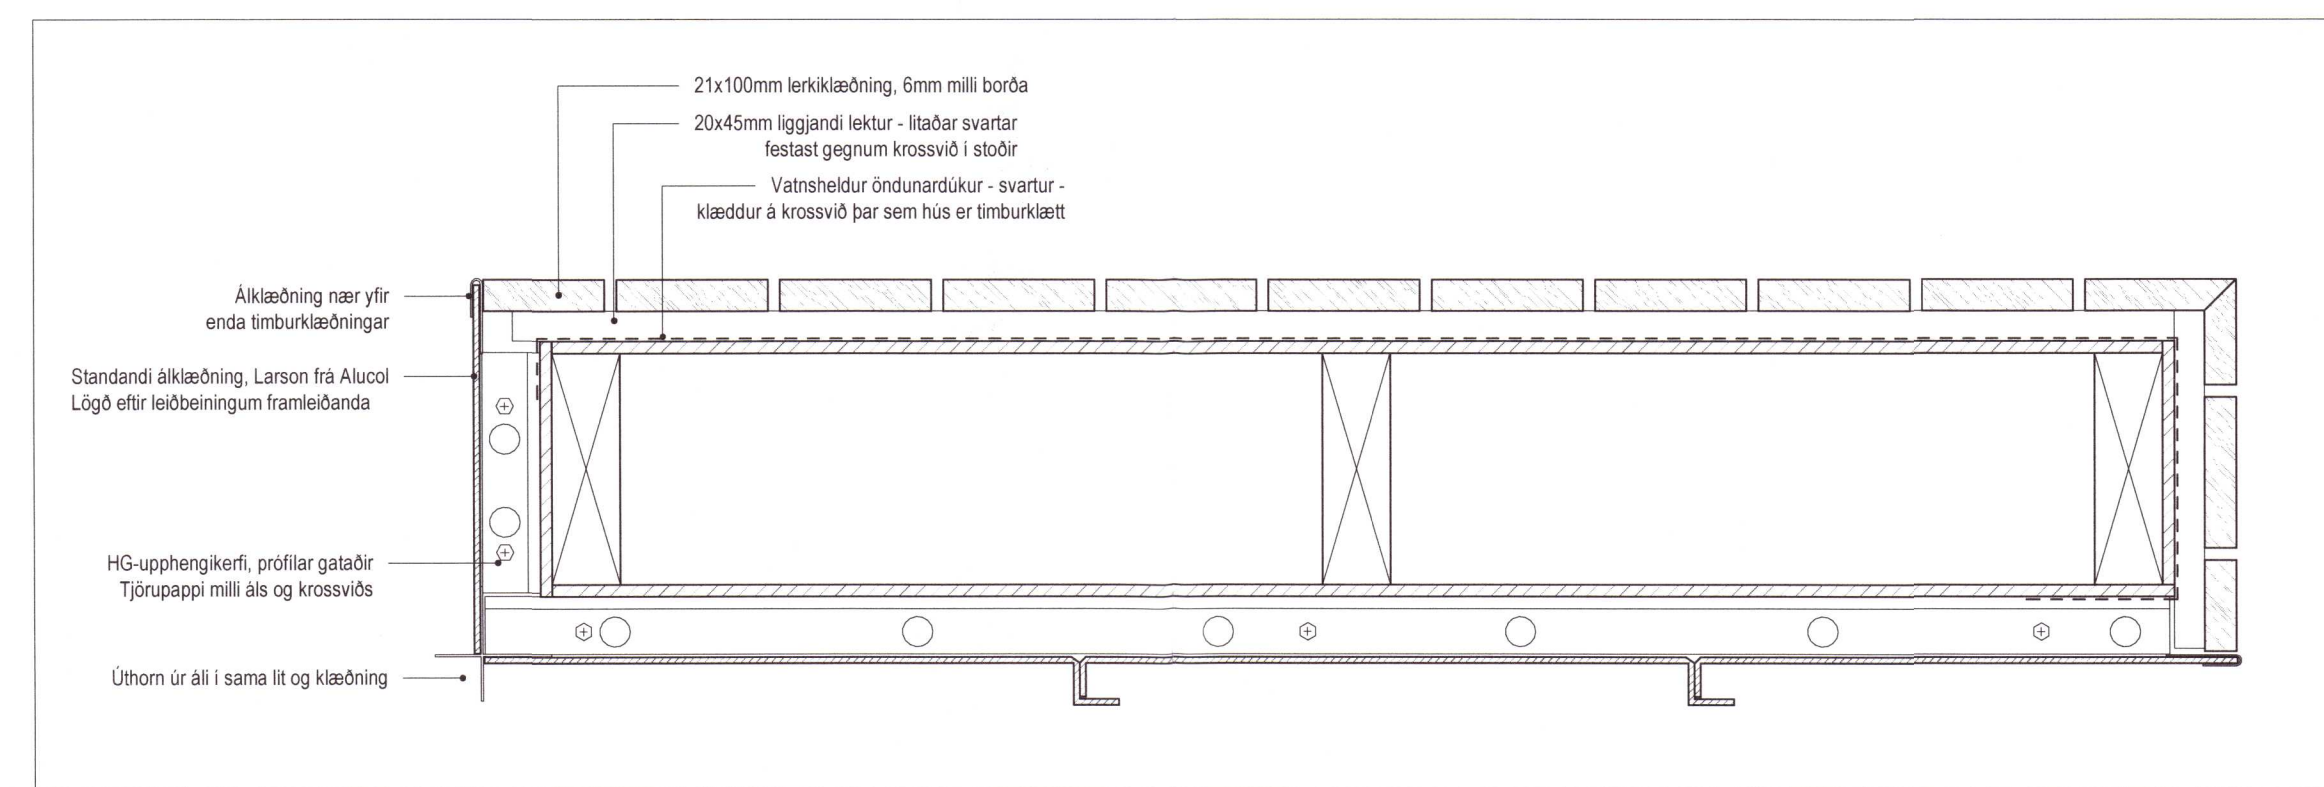 21x100mm lerkiklæðning, 6mm milli borða
20x45mm liggjandi lektur - litaðar svartar
festast gegnum krossvið í stoðir
Vatnsheldur öndunardúkur - svartur -
klæddur á krossvið þar sem hús er timburklætt
Álklæðning nær yfir
enda timburklæðningar
Standandi álklæðning, Larson frá Alucol
Lögð eftir leiðbeiningum framleiðanda
HG-upphengikerfi, prófílar gataðir
Tjörupappi milli áls og krossviðs
Úthorn úr áli í sama lit og klæðning